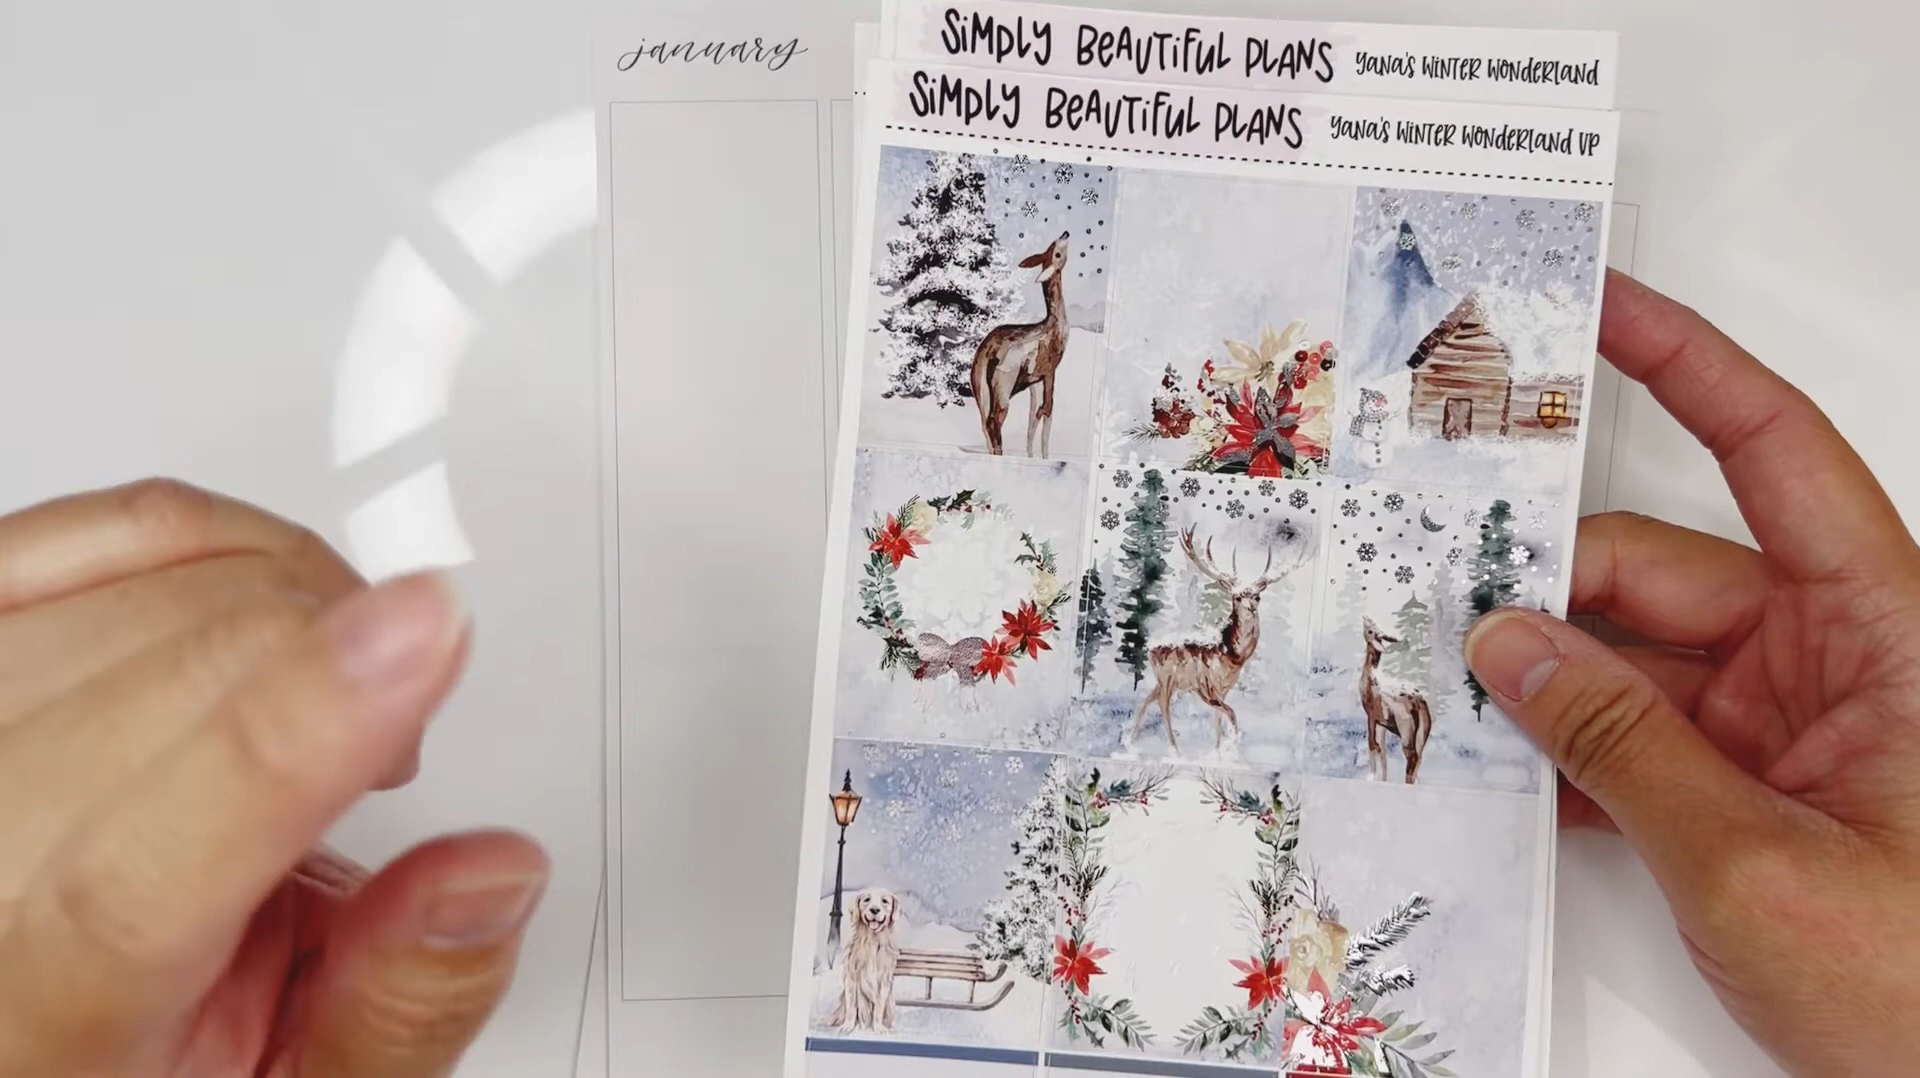 january
SiMPLY BEAUTiFUL PLANS YANA'S WiNTER WONDERLAND
SiMPLY BEAUTiFUL PLANS YANA'S WiNTER WONDERLAND VP